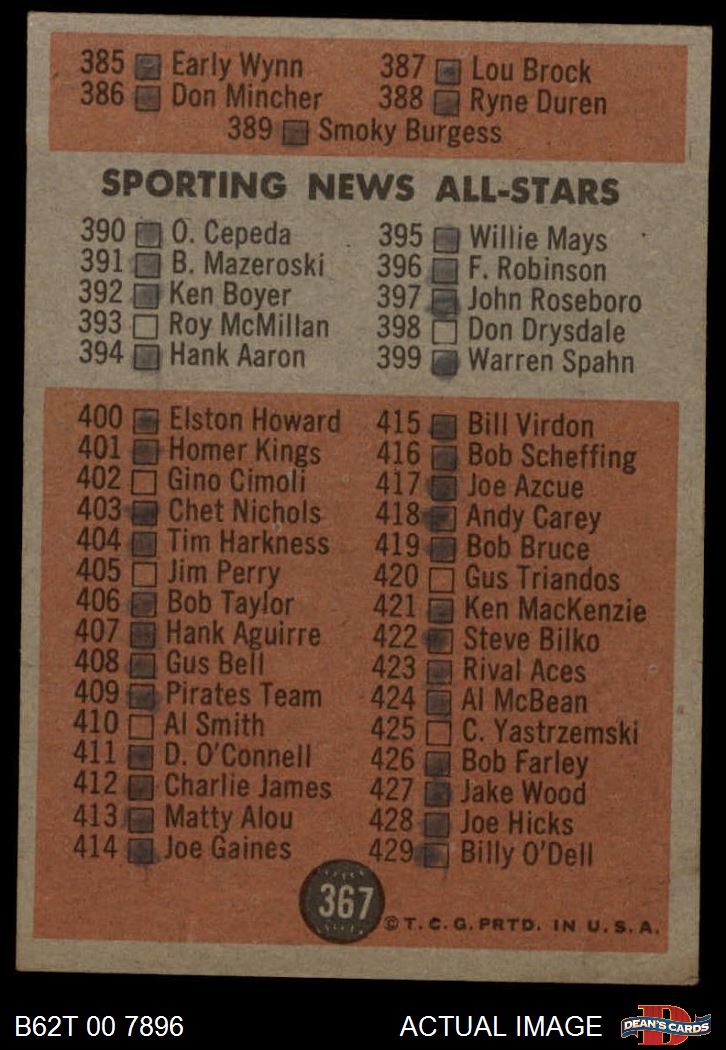 385 Early Wynn 387 Lou Brock
386 Don Mincher 388 Ryne Duren
389 Smoky Burgess
SPORTING NEWS ALL-STARS
390 O. Cepeda 395 Willie Mays
391 B. Mazeroski 396 F. Robinson
392 Ken Boyer 397 John Roseboro
393 Roy McMillan 398 Don Drysdale
394 Hank Aaron 399 Warren Spahn
400 Elston Howard 415 Bill Virdon
401 Homer Kings 416 Bob Scheffing
402 Gino Cimoli 417 Joe Azcue
403 Chet Nichols 418 Andy Carey
404 Tim Harkness 419 Bob Bruce
405 Jim Perry 420 Gus Triandos
406 Bob Taylor 421 Ken MacKenzie
407 Hank Aguirre 422 Steve Bilko
408 Gus Bell 423 Rival Aces
409 Pirates Team 424 Al McBean
410 Al Smith 425 C. Yastrzemski
411 D. O'Connell 426 Bob Farley
412 Charlie James 427 Jake Wood
413 Matty Alou 428 Joe Hicks
414 Joe Gaines 429 Billy O'Dell
367
© T. C. G. PRTD. IN U. S. A.
B62T 00 7896 ACTUAL IMAGE D DEAN'S CARDS